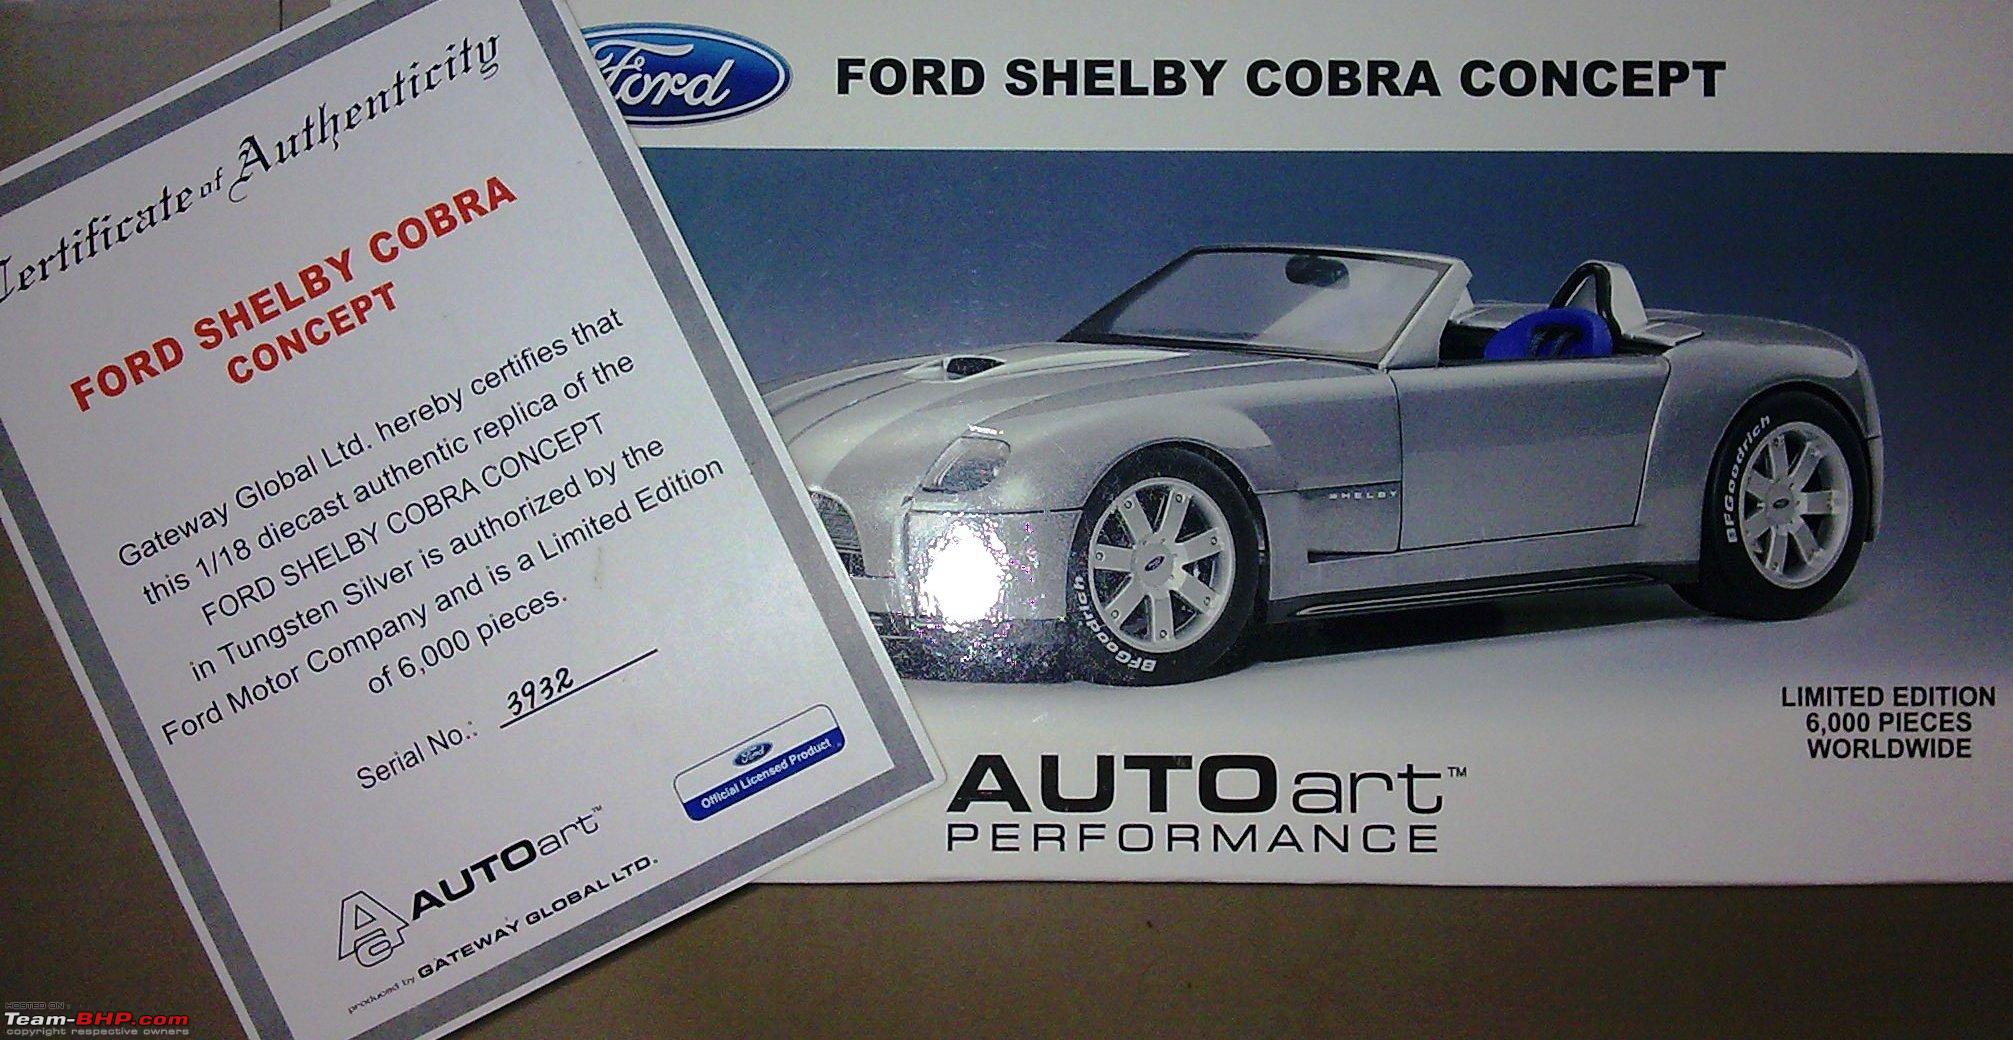 Certificate of Authenticity
FORD SHELBY COBRA
CONCEPT
Gateway Global Ltd. hereby certifies that
this 1/18 diecast authentic replica of the
FORD SHELBY COBRA CONCEPT
in Tungsten Silver is authorized by the
Ford Motor Company and is a Limited Edition
of 6,000 pieces.
Serial No.: 3932
Ford
Official Licensed Product
AUTOart™
produced by GATEWAY GLOBAL LTD.
Ford
FORD SHELBY COBRA CONCEPT
SHELBY
BFGoodrich
BFGoodrich
LIMITED EDITION
6,000 PIECES
WORLDWIDE
AUTOart™
PERFORMANCE
HOSTED ON :
Team-BHP.com
copyright respective owners